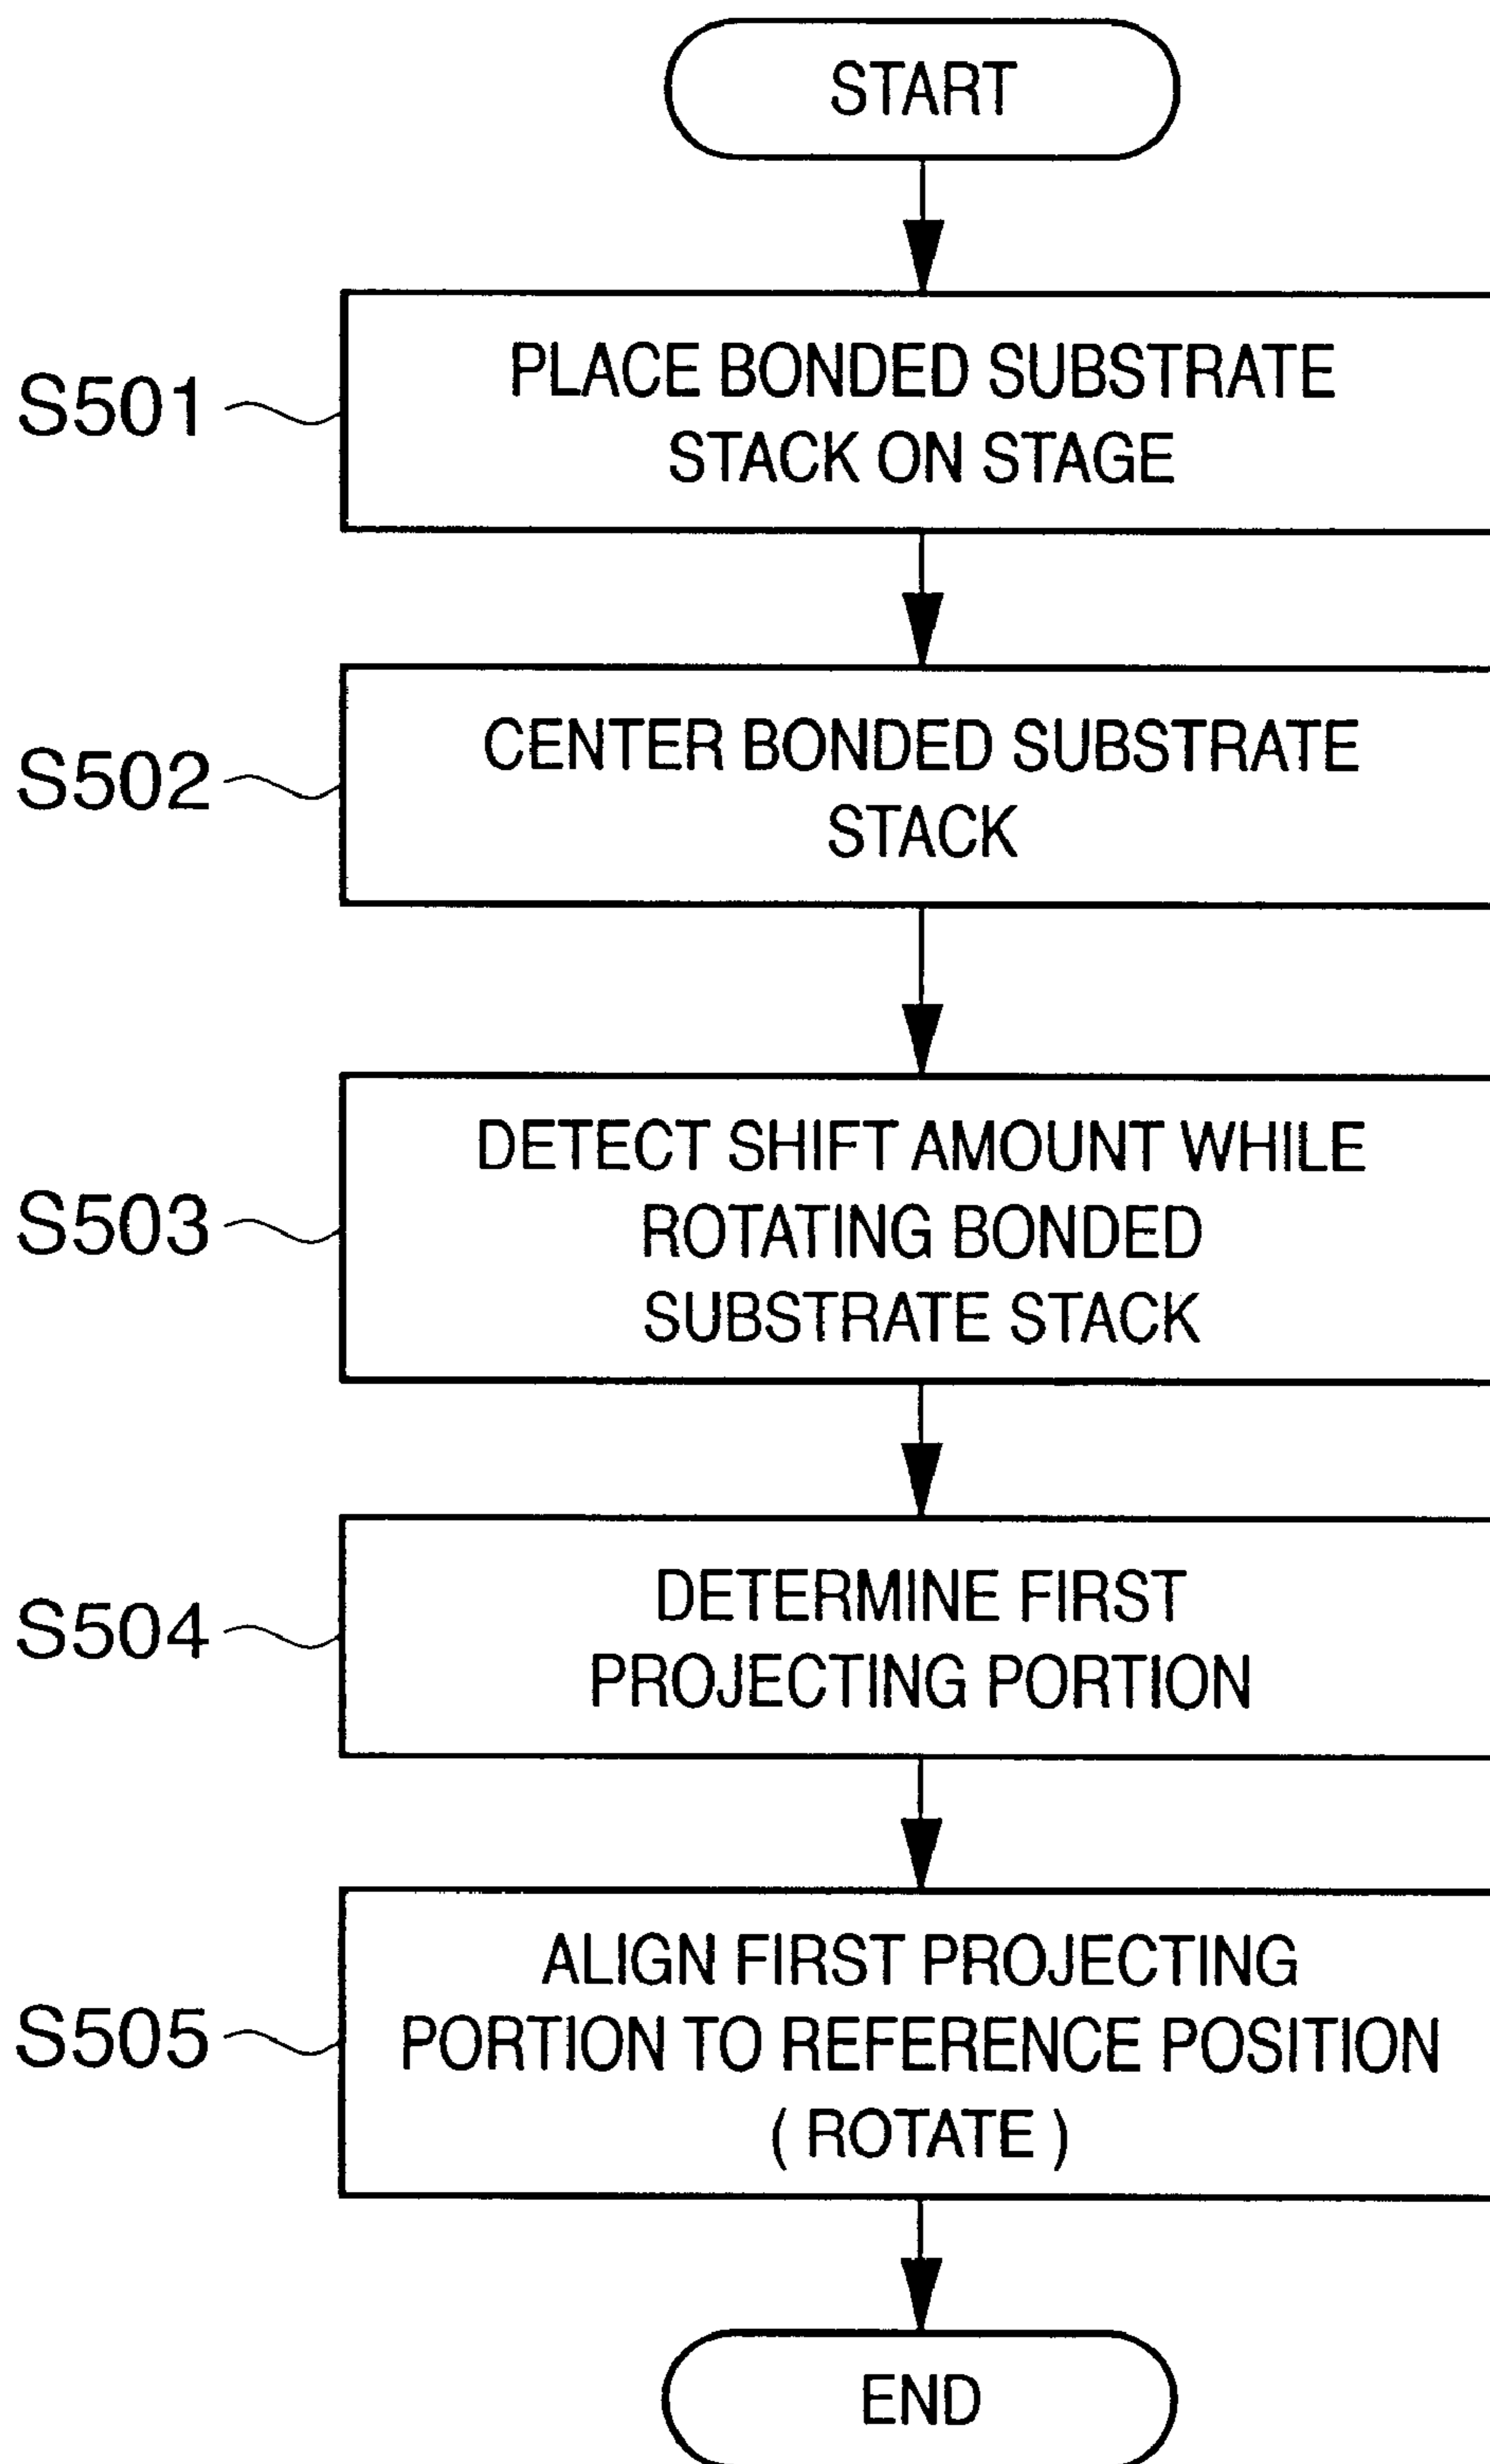 START
S501
PLACE BONDED SUBSTRATE
STACK ON STAGE
S502
CENTER BONDED SUBSTRATE
STACK
S503
DETECT SHIFT AMOUNT WHILE
ROTATING BONDED
SUBSTRATE STACK
S504
DETERMINE FIRST
PROJECTING PORTION
S505
ALIGN FIRST PROJECTING
PORTION TO REFERENCE POSITION
( ROTATE )
END